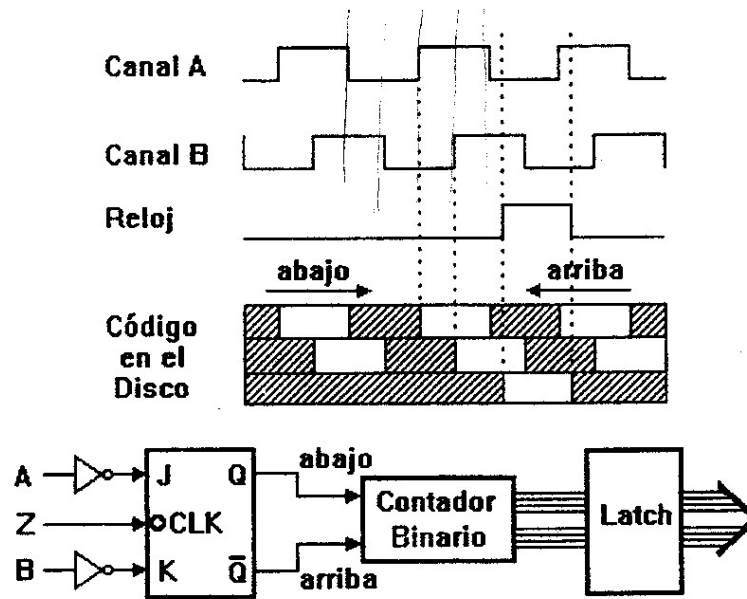 Canal A
Canal B
Reloj
abajo
arriba
Código
en el
Disco
A
J
Q
abajo
Z
CLK
Contador
Binario
Latch
B
K
Q̅
arriba